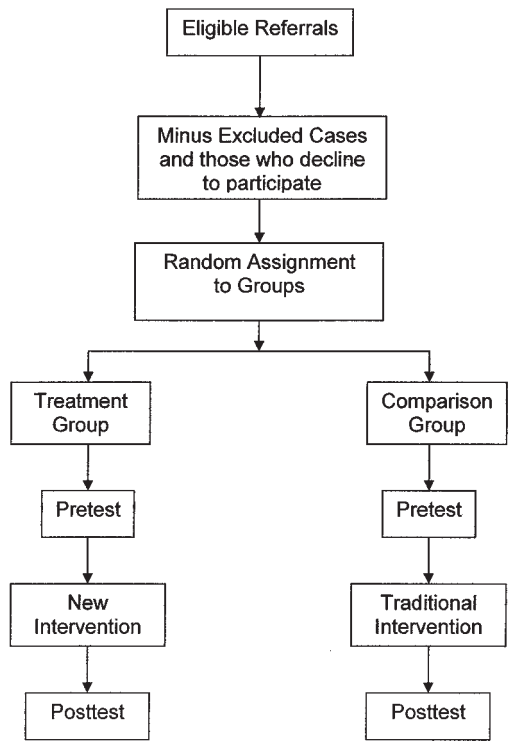 Eligible Referrals
Minus Excluded Cases
and those who decline
to participate
Random Assignment
to Groups
Treatment
Group
Comparison
Group
Pretest
Pretest
New
Intervention
Traditional
Intervention
Posttest
Posttest